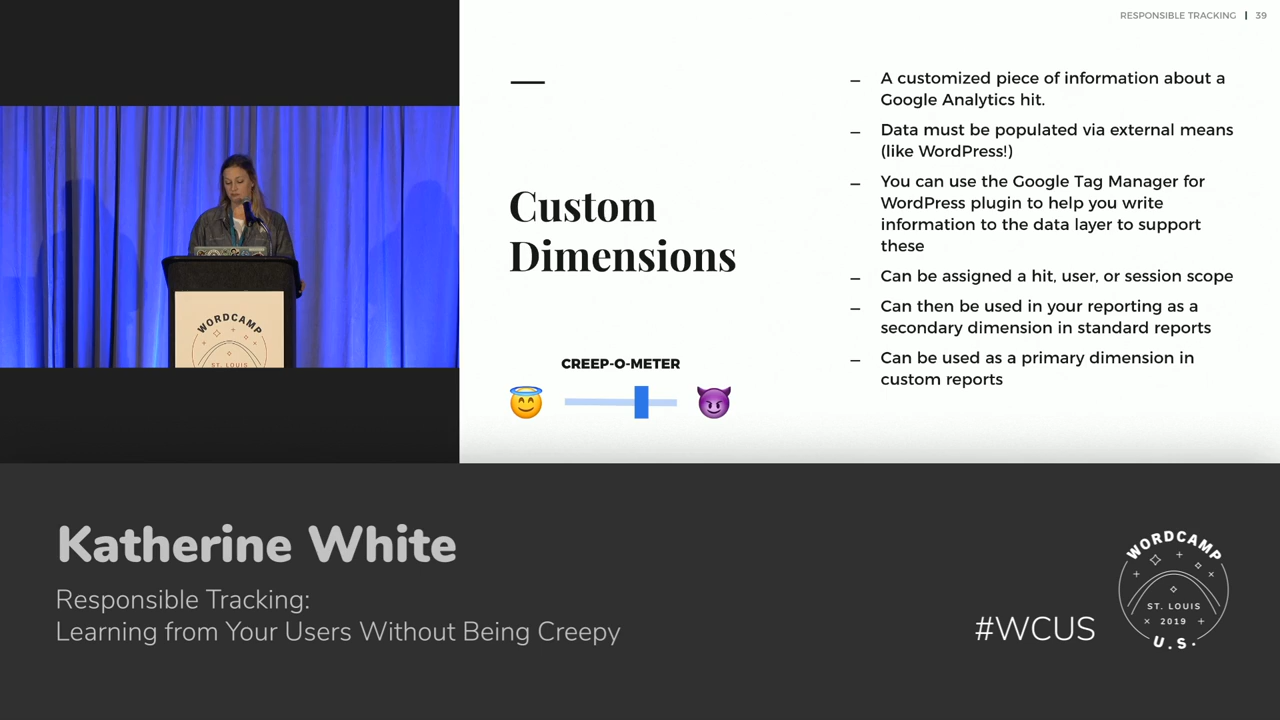 RESPONSIBLE TRACKING | 39
Custom
Dimensions
CREEP-O-METER
– A customized piece of information about a
Google Analytics hit.
– Data must be populated via external means
(like WordPress!)
– You can use the Google Tag Manager for
WordPress plugin to help you write
information to the data layer to support
these
– Can be assigned a hit, user, or session scope
– Can then be used in your reporting as a
secondary dimension in standard reports
– Can be used as a primary dimension in
custom reports
WORDCAMP
ST. LOUIS
Katherine White
Responsible Tracking:
Learning from Your Users Without Being Creepy
#WCUS
WORDCAMP
ST. LOUIS
2019
U.S.